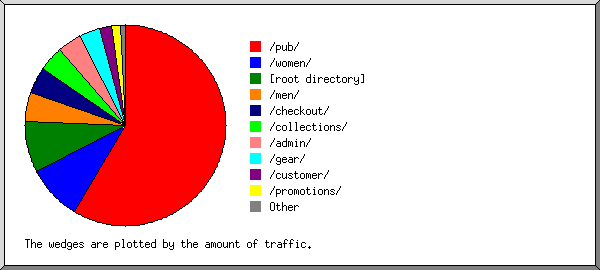 /pub/
/women/
[root directory]
/men/
/checkout/
/collections/
/admin/
/gear/
/customer/
/promotions/
Other
The wedges are plotted by the amount of traffic.